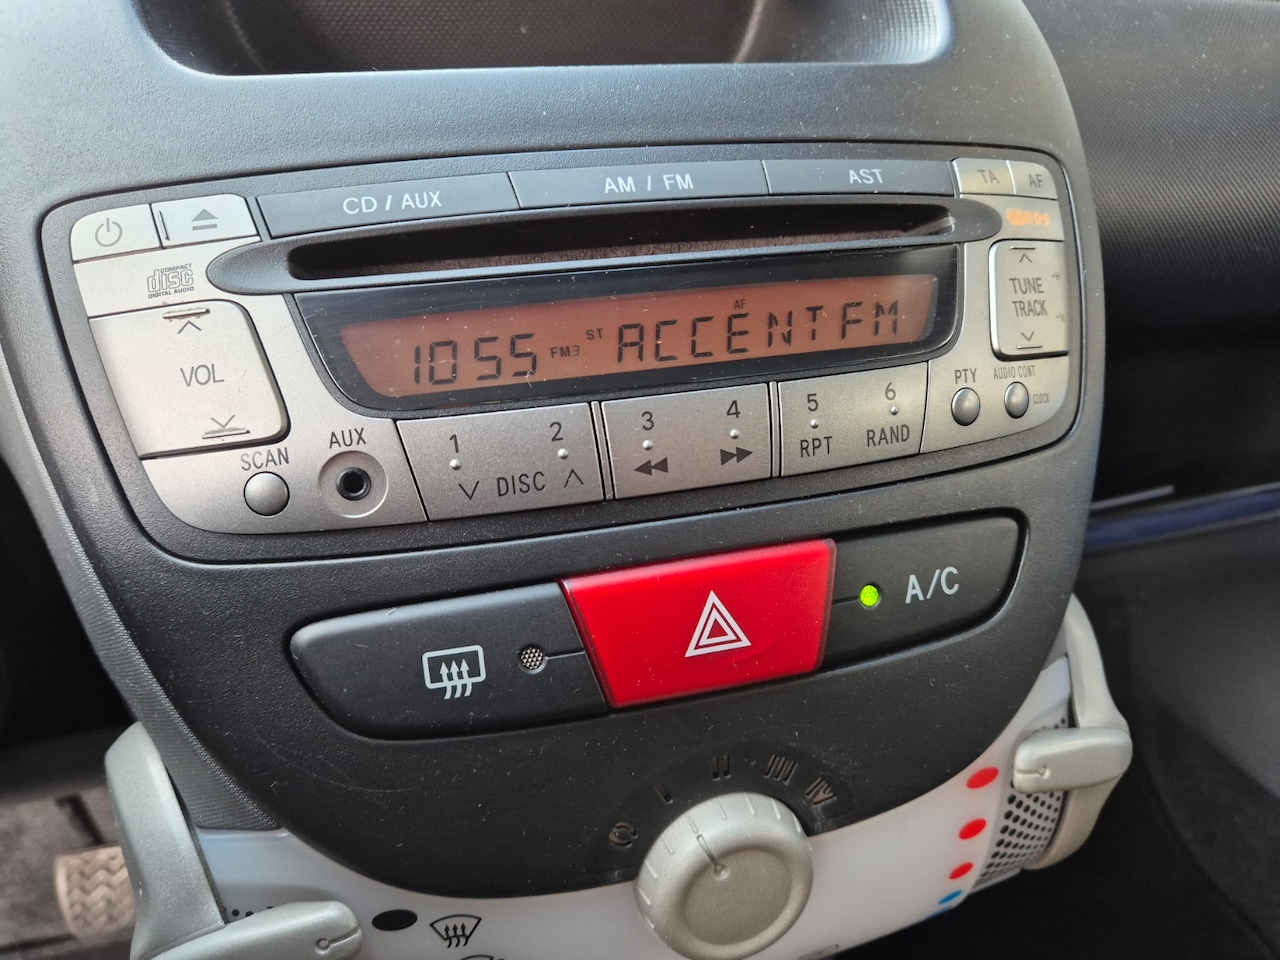 CD / AUX AM / FM AST TA AF
RDS
COMPACT
disc
DIGITAL AUDIO
TUNE
TRACK
AF
1055 FM3 ST ACCENTFM
VOL
PTY AUDIO CONT
CLOCK
SCAN AUX 1 2 3 4 5 6
DISC RPT RAND
A/C